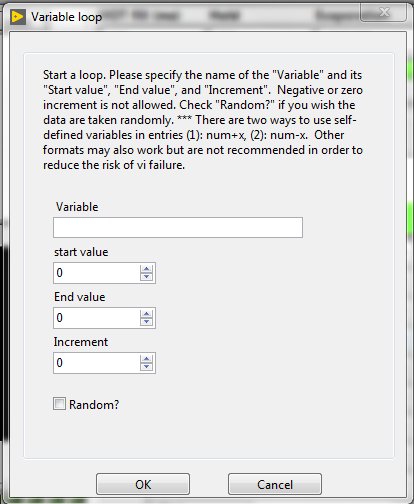 Variable loop
Start a loop. Please specify the name of the "Variable" and its
"Start value", "End value", and "Increment".  Negative or zero
increment is not allowed. Check "Random?" if you wish the
data are taken randomly. *** There are two ways to use self-
defined variables in entries (1): num+x, (2): num-x.  Other
formats may also work but are not recommended in order to
reduce the risk of vi failure.
Variable
start value
0
End value
0
Increment
0
Random?
OK Cancel